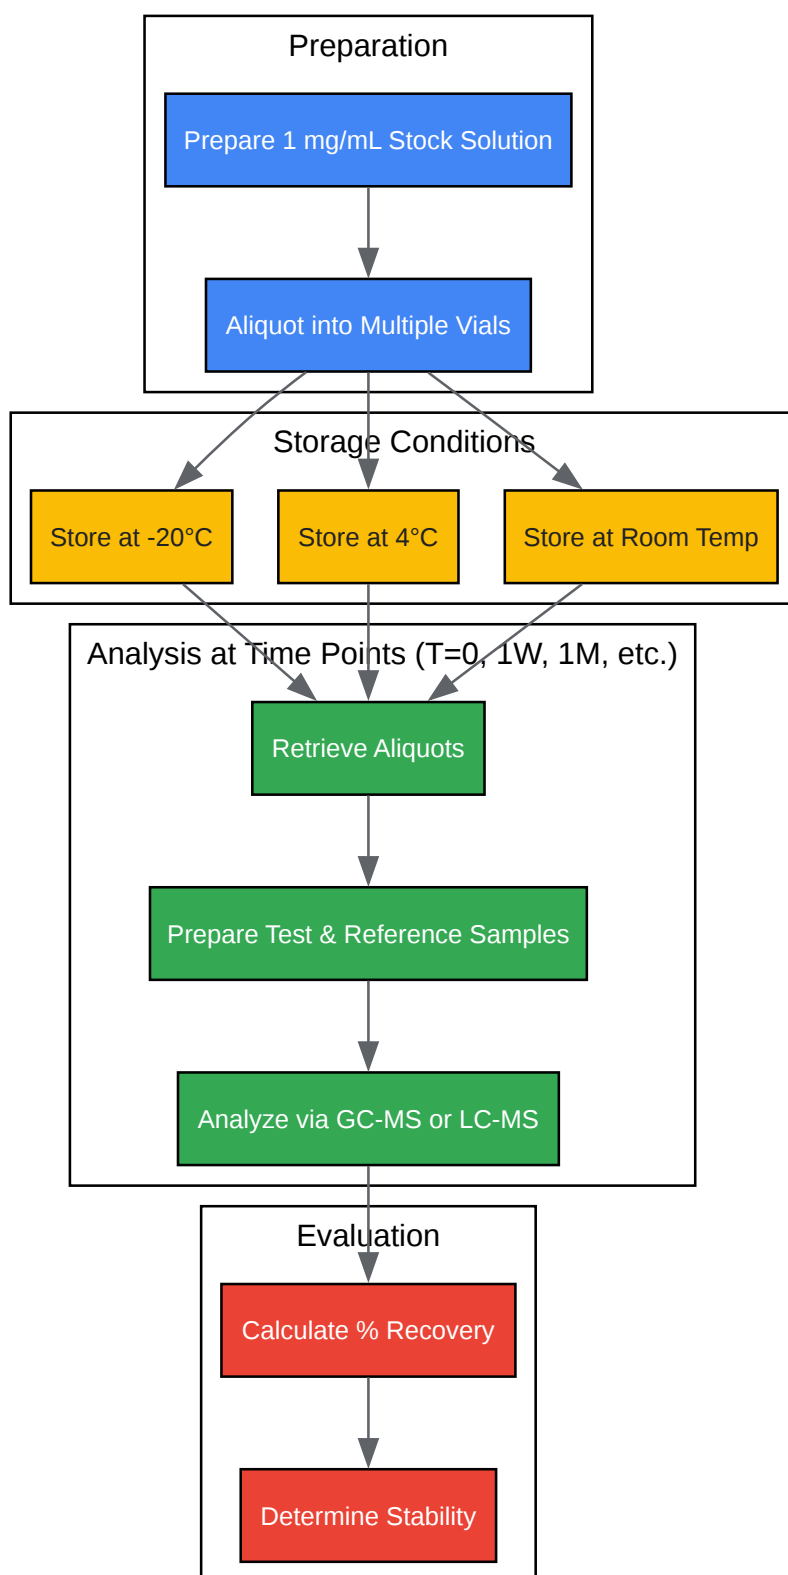 Preparation
Prepare 1 mg/mL Stock Solution
Aliquot into Multiple Vials
Storage Conditions
Store at -20°C
Store at 4°C
Store at Room Temp
Analysis at Time Points (T=0, 1W, 1M, etc.)
Retrieve Aliquots
Prepare Test & Reference Samples
Analyze via GC-MS or LC-MS
Evaluation
Calculate % Recovery
Determine Stability